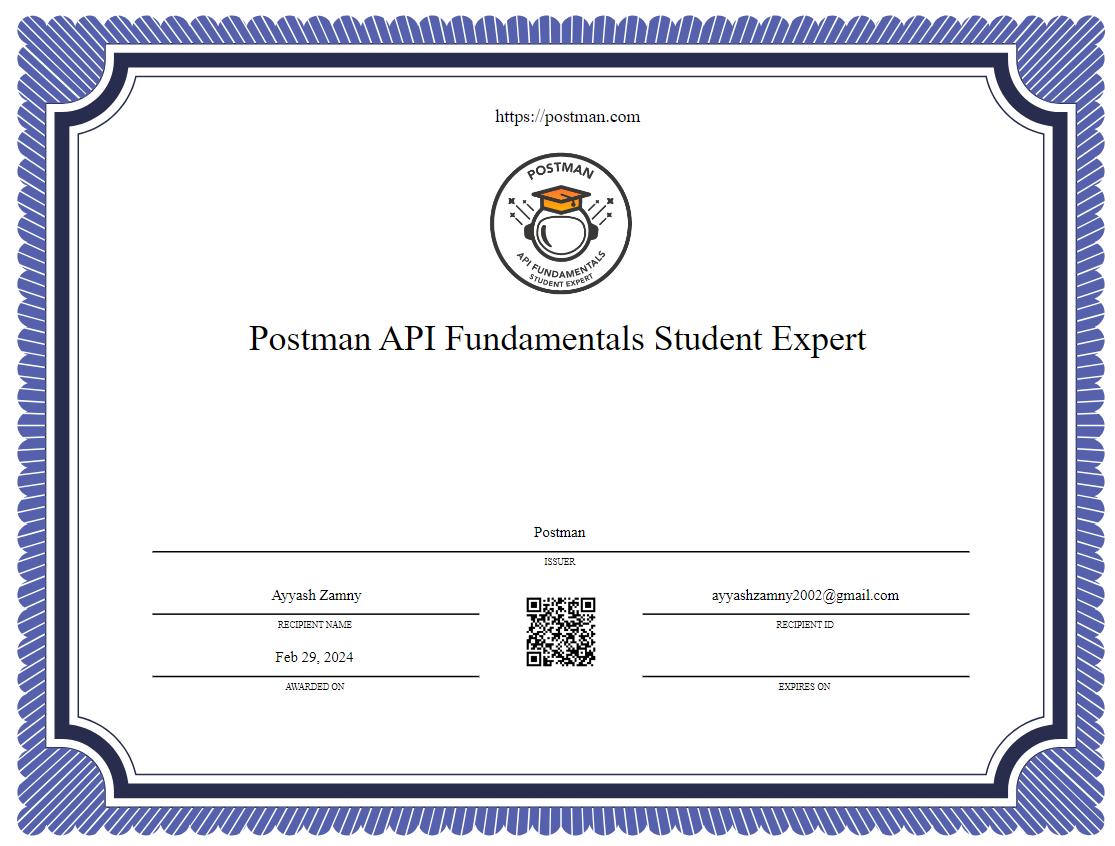 https://postman.com
POSTMAN
API FUNDAMENTALS
STUDENT EXPERT
Postman API Fundamentals Student Expert
Postman
ISSUER
Ayyash Zamny
ayyashzamny2002@gmail.com
RECIPIENT NAME
RECIPIENT ID
Feb 29, 2024
AWARDED ON
EXPIRES ON